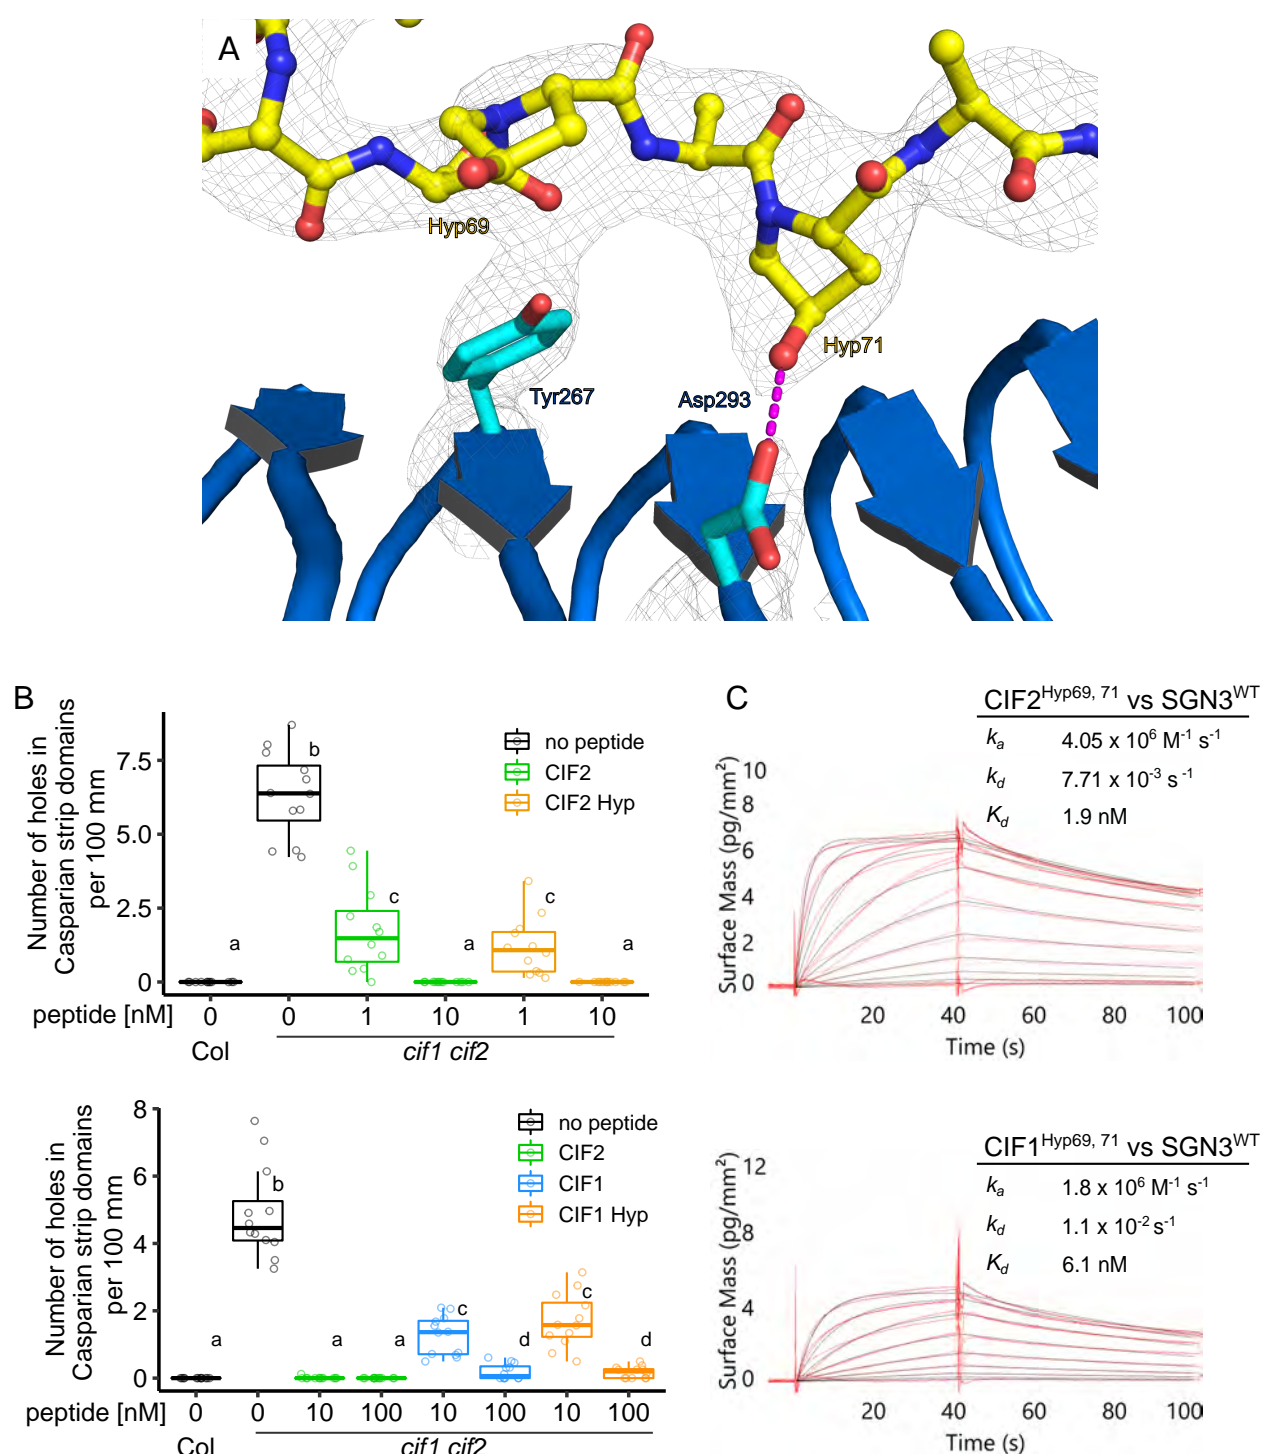 A
Hyp69
Hyp71
Tyr267
Asp293
B
Number of holes in
Casparian strip domains
per 100 mm
7.5
5.0
2.5
0
a
b
c
a
c
a
no peptide
CIF2
CIF2 Hyp
peptide [nM]
0
0
1
10
1
10
Col
cif1 cif2
C
CIF2Hyp69, 71 vs SGN3WT
ka 4.05 x 10⁶ M⁻¹ s⁻¹
kd 7.71 x 10⁻³ s⁻¹
Kd 1.9 nM
Surface Mass (pg/mm²)
10
8
6
4
2
0
20
40
60
80
100
Time (s)
Number of holes in
Casparian strip domains
per 100 mm
8
6
4
2
0
a
b
a
a
c
d
c
d
no peptide
CIF2
CIF1
CIF1 Hyp
peptide [nM]
0
0
10
100
10
100
10
100
Col
cif1 cif2
CIF1Hyp69, 71 vs SGN3WT
ka 1.8 x 10⁶ M⁻¹ s⁻¹
kd 1.1 x 10⁻² s⁻¹
Kd 6.1 nM
Surface Mass (pg/mm²)
12
8
4
0
20
40
60
80
100
Time (s)